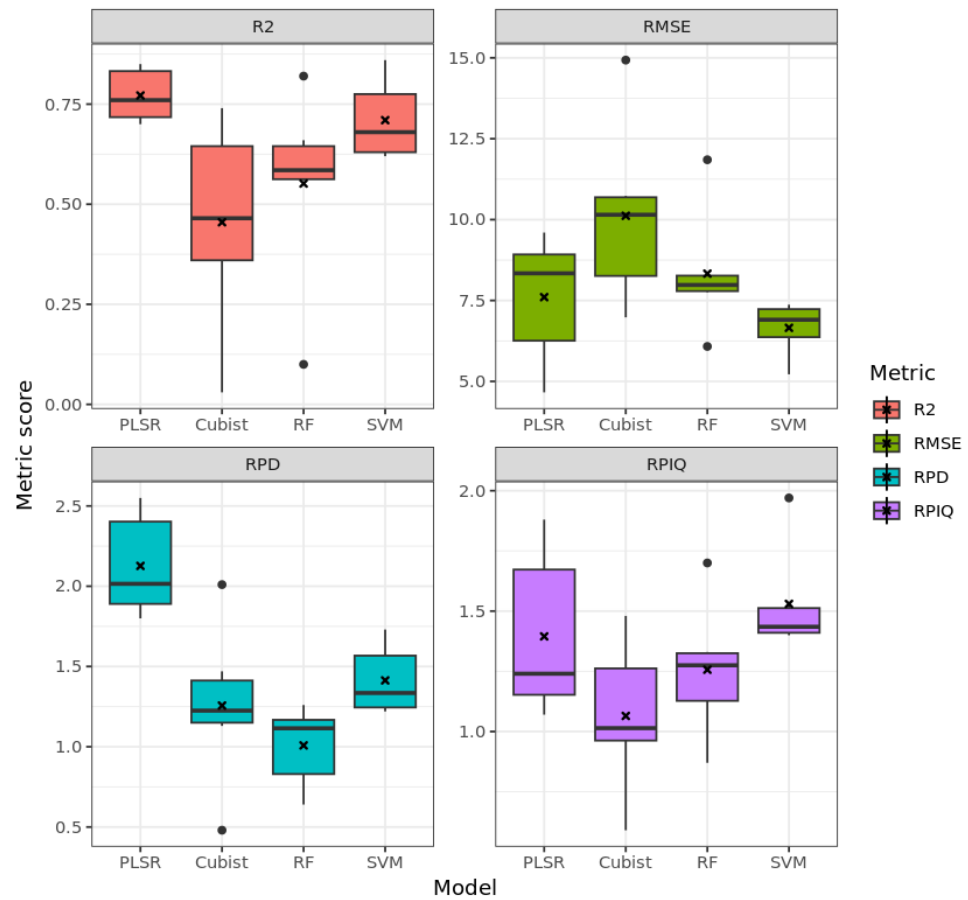 R2
RMSE
Metric score
0.75
0.50
0.25
0.00
PLSR Cubist RF SVM
15.0
12.5
10.0
7.5
5.0
PLSR Cubist RF SVM
RPD
RPIQ
2.5
2.0
1.5
1.0
0.5
PLSR Cubist RF SVM
2.0
1.5
1.0
PLSR Cubist RF SVM
Model
Metric
R2
RMSE
RPD
RPIQ